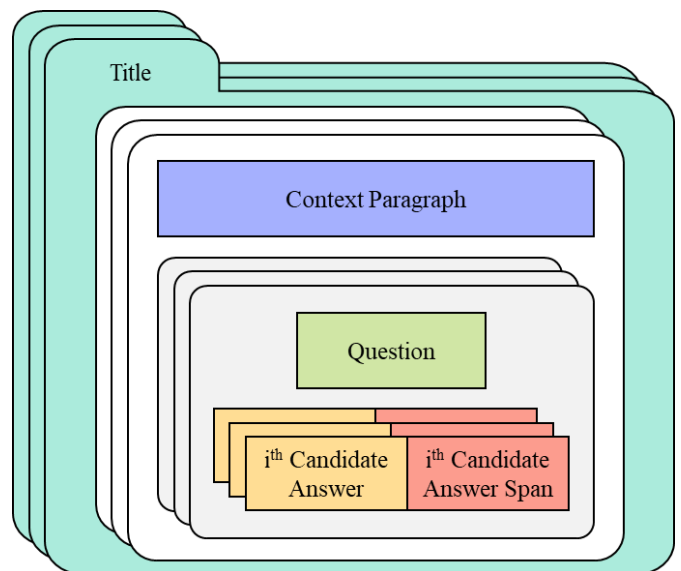 Title
Context Paragraph
Question
iᵗʰ Candidate
Answer
iᵗʰ Candidate
Answer Span